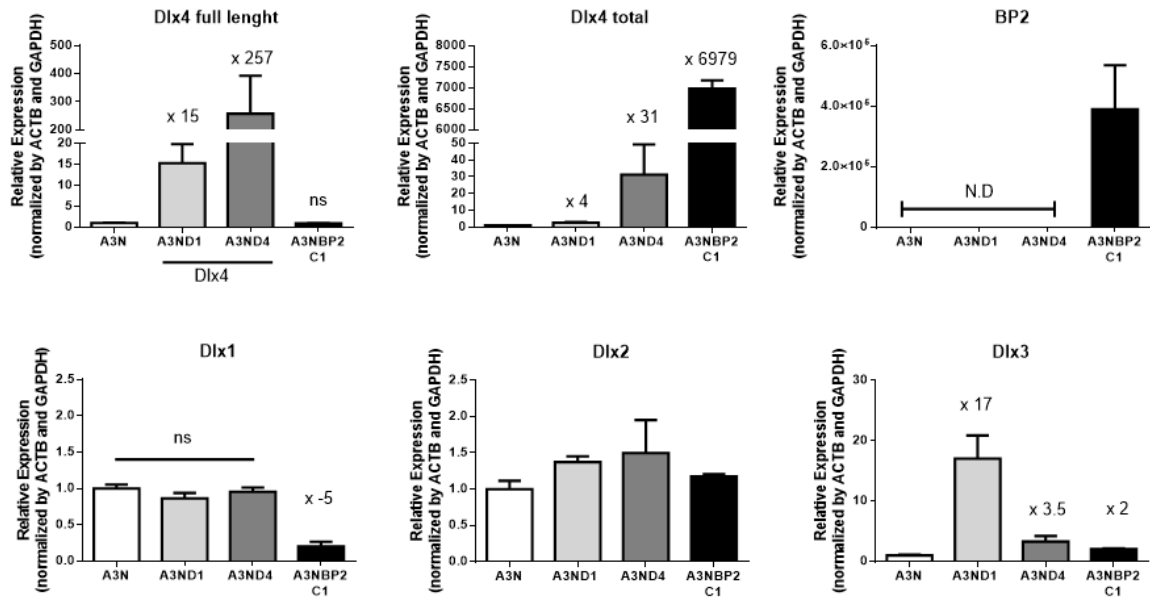 Dlx4 full lenght
Relative Expression
(normalized by ACTB and GAPDH)
500
400
300
200
20
15
10
5
0
x 15
x 257
ns
A3N
A3ND1
A3ND4
A3NBP2
C1
Dlx4
Dlx4 total
Relative Expression
(normalized by ACTB and GAPDH)
8000
7000
6000
50
40
30
20
10
0
x 4
x 31
x 6979
A3N
A3ND1
A3ND4
A3NBP2
C1
BP2
Relative Expression
(normalized by ACTB and GAPDH)
6.0×10⁶
4.0×10⁶
2.0×10⁶
0
N.D
A3N
A3ND1
A3ND4
A3NBP2
C1
Dlx1
Relative Expression
(normalized by ACTB and GAPDH)
2.5
2.0
1.5
1.0
0.5
0.0
ns
x -5
A3N
A3ND1
A3ND4
A3NBP2
C1
Dlx2
Relative Expression
(normalized by ACTB and GAPDH)
2.5
2.0
1.5
1.0
0.5
0.0
A3N
A3ND1
A3ND4
A3NBP2
C1
Dlx3
Relative Expression
(normalized by ACTB and GAPDH)
30
20
10
0
x 17
x 3.5
x 2
A3N
A3ND1
A3ND4
A3NBP2
C1